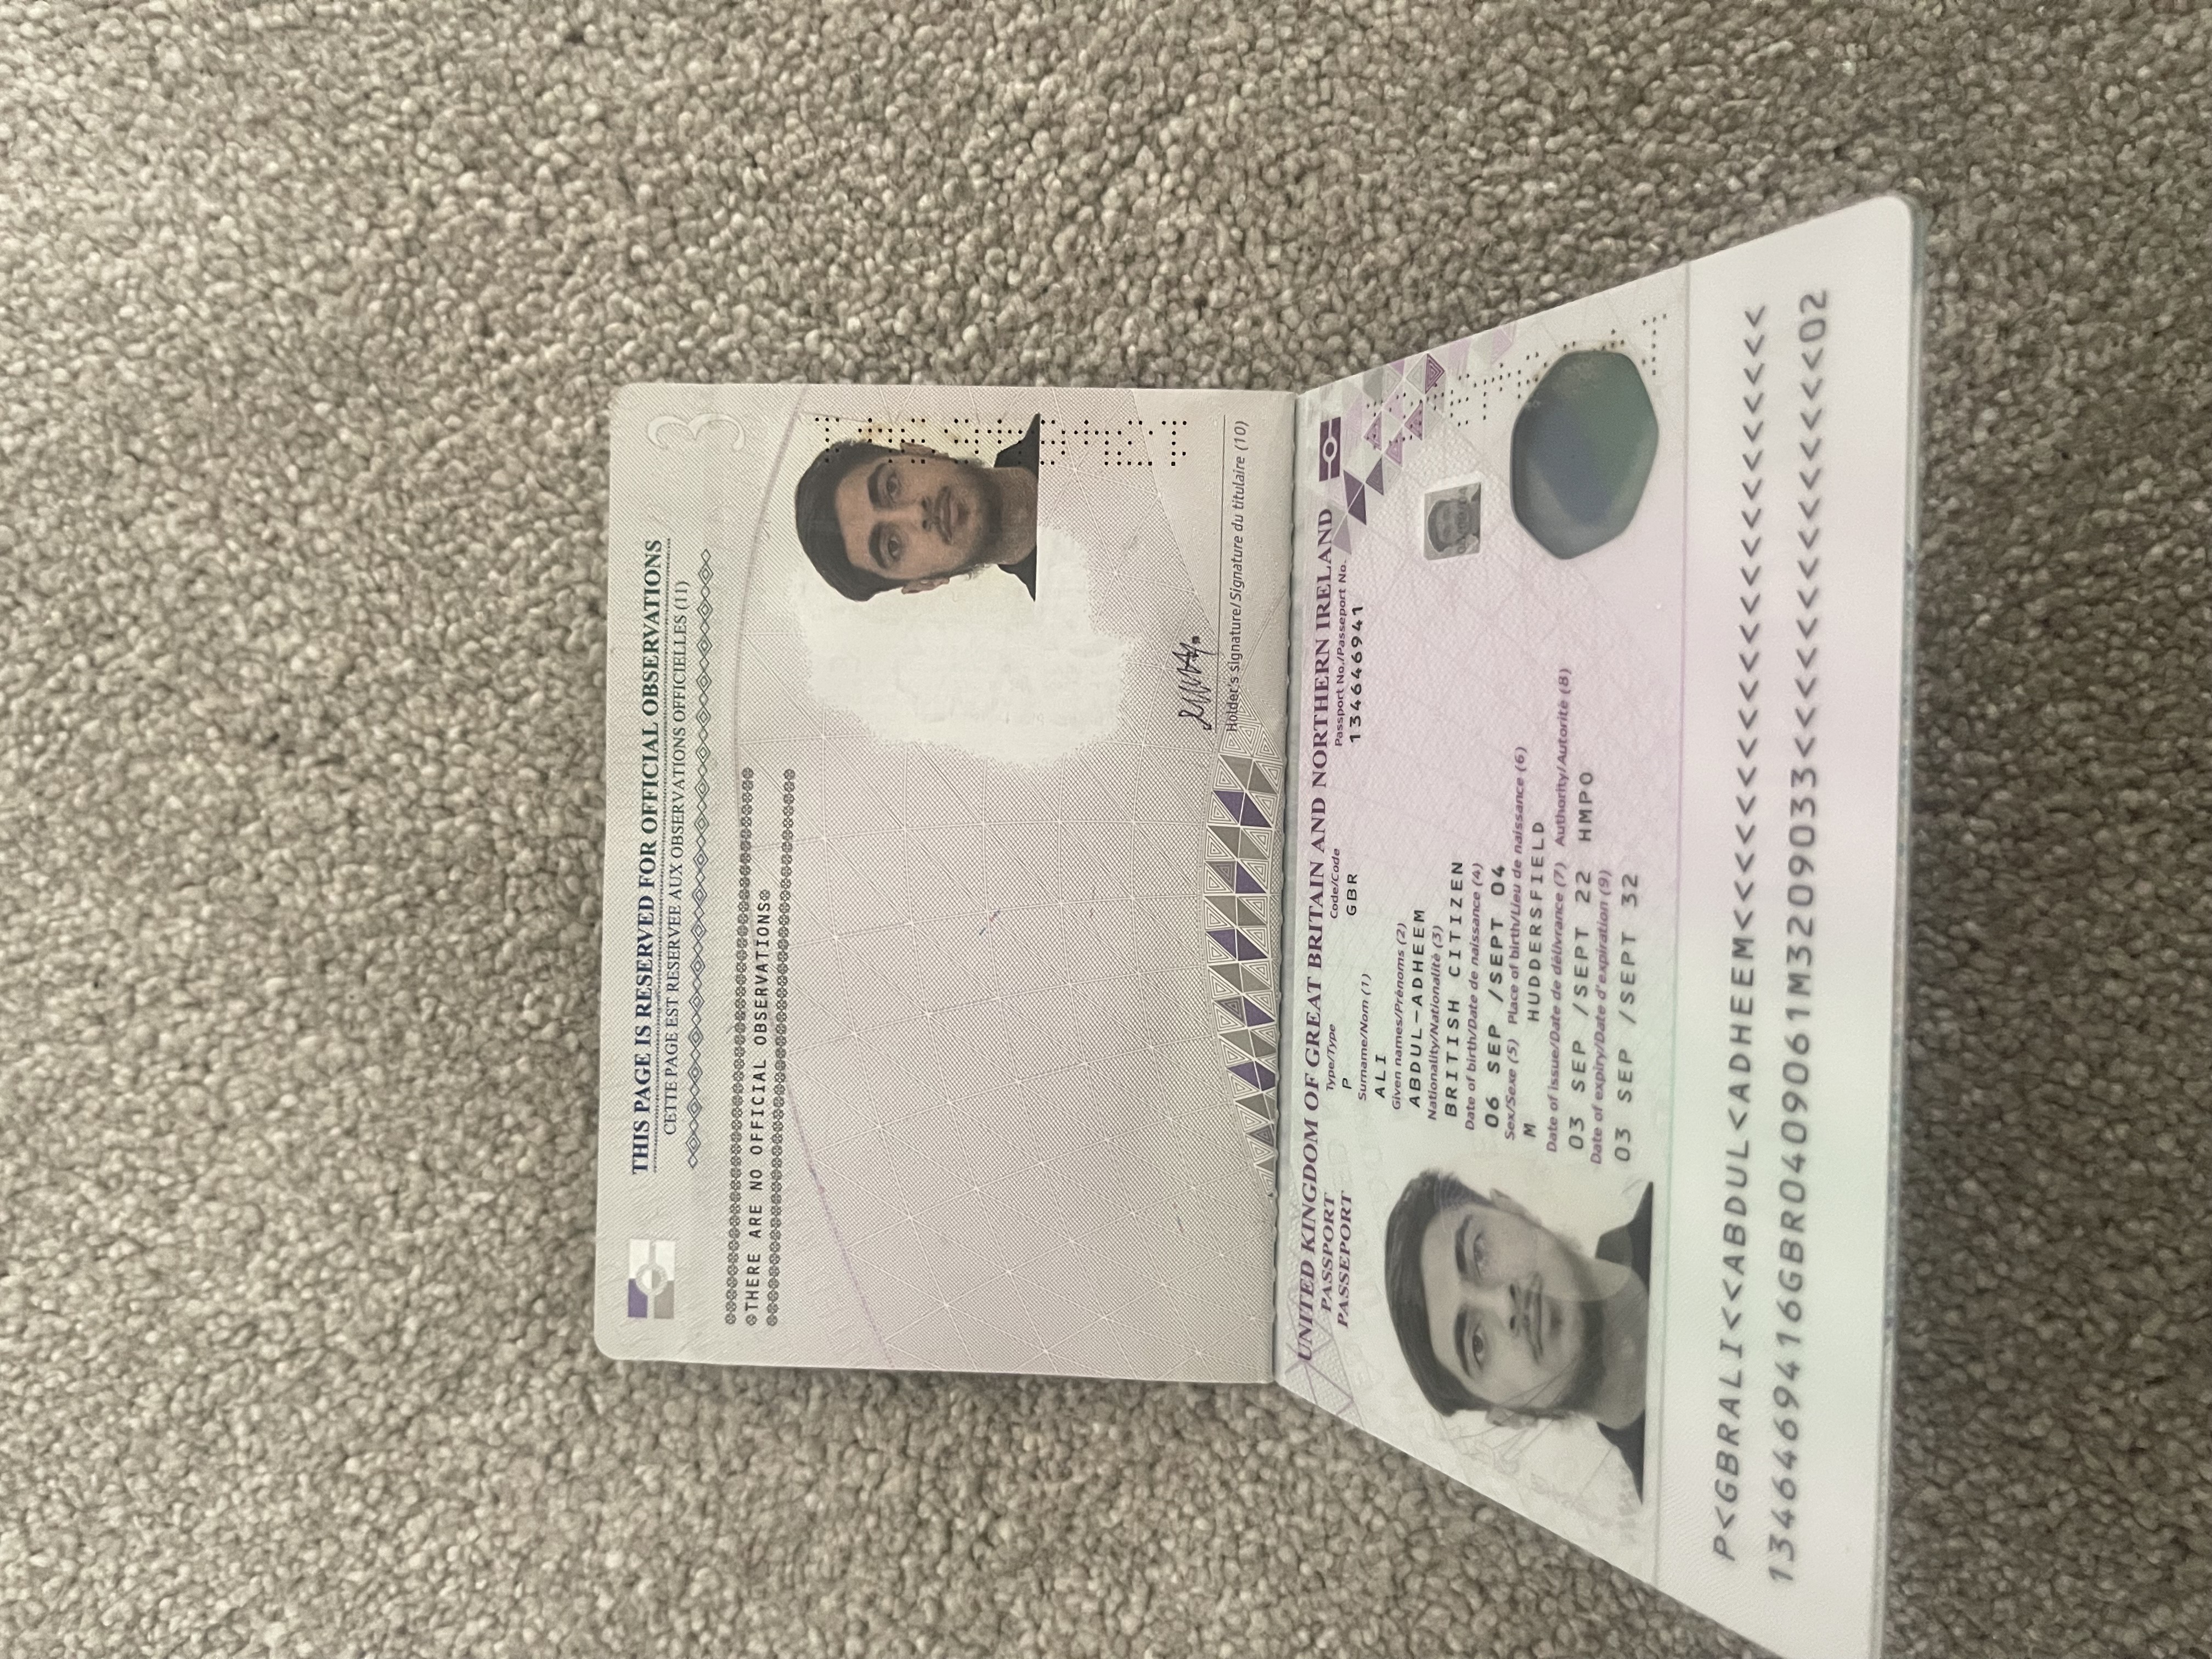 THIS PAGE IS RESERVED FOR OFFICIAL OBSERVATIONS
CETTE PAGE EST RESERVEE AUX OBSERVATIONS OFFICIELLES (11)
3
THERE ARE NO OFFICIAL OBSERVATIONS
Holder's signature/Signature du titulaire (10)
UNITED KINGDOM OF GREAT BRITAIN AND NORTHERN IRELAND
PASSPORT
PASSEPORT
Type/Type Code/Code Passport No./Passeport No.
P GBR 134646941
Surname/Nom (1)
ALI
Given names/Prénoms (2)
ABDUL-ADHEEM
Nationality/Nationalité (3)
BRITISH CITIZEN
Date of birth/Date de naissance (4)
06 SEP /SEPT 04
Sex/Sexe (5) Place of birth/Lieu de naissance (6)
M HUDDERSFIELD
Date of issue/Date de délivrance (7) Authority/Autorité (8)
03 SEP /SEPT 22 HMPO
Date of expiry/Date d'expiration (9)
03 SEP /SEPT 32
P<GBRALI<<ABDUL<ADHEEM<<<<<<<<<<<<<<<<<<<<<<
1346469416GBR0409061M3209033<<<<<<<<<<<<<<02